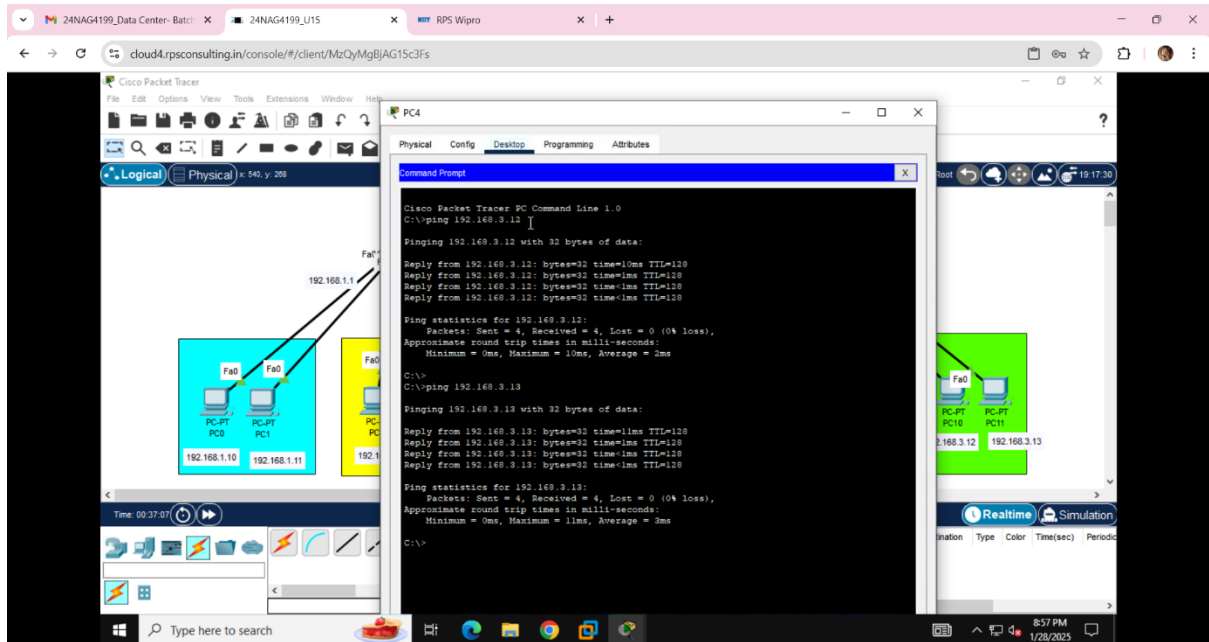 24NAG4199_Data Center- Batch
24NAG4199_U15
RPS Wipro
cloud4.rpsconsulting.in/console/#/client/MzQyMgBjAG15c3Fs
Cisco Packet Tracer
File Edit Options View Tools Extensions Window Help
PC4
Physical Config Desktop Programming Attributes
Logical Physical x: 540, y: 268
Root 19:17:30
Command Prompt
X
Cisco Packet Tracer PC Command Line 1.0
C:\>ping 192.168.3.12
Pinging 192.168.3.12 with 32 bytes of data:
Reply from 192.168.3.12: bytes=32 time=10ms TTL=128
Reply from 192.168.3.12: bytes=32 time=1ms TTL=128
Reply from 192.168.3.12: bytes=32 time<1ms TTL=128
Reply from 192.168.3.12: bytes=32 time<1ms TTL=128
Ping statistics for 192.168.3.12:
Packets: Sent = 4, Received = 4, Lost = 0 (0% loss),
Approximate round trip times in milli-seconds:
Minimum = 0ms, Maximum = 10ms, Average = 2ms
C:\>
C:\>ping 192.168.3.13
Pinging 192.168.3.13 with 32 bytes of data:
Reply from 192.168.3.13: bytes=32 time=11ms TTL=128
Reply from 192.168.3.13: bytes=32 time=1ms TTL=128
Reply from 192.168.3.13: bytes=32 time<1ms TTL=128
Reply from 192.168.3.13: bytes=32 time<1ms TTL=128
Ping statistics for 192.168.3.13:
Packets: Sent = 4, Received = 4, Lost = 0 (0% loss),
Approximate round trip times in milli-seconds:
Minimum = 0ms, Maximum = 11ms, Average = 3ms
C:\>
192.168.1.1
Fa0 Fa0 Fa0
PC-PT PC-PT
PC0 PC1
192.168.1.10 192.168.1.11
Fa0
PC-PT PC-PT
PC10 PC11
192.168.3.13
Time: 00:37:07
Realtime Simulation
Type Color Time(sec) Periodic
Type here to search
8:57 PM
1/28/2025